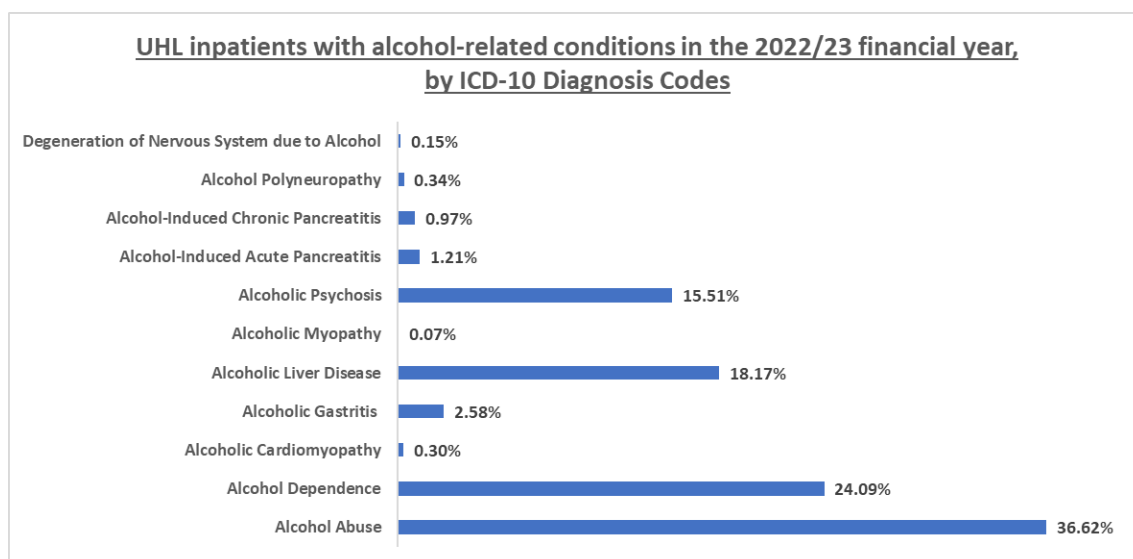 UHL inpatients with alcohol-related conditions in the 2022/23 financial year,
by ICD-10 Diagnosis Codes
Degeneration of Nervous System due to Alcohol 0.15%
Alcohol Polyneuropathy 0.34%
Alcohol-Induced Chronic Pancreatitis 0.97%
Alcohol-Induced Acute Pancreatitis 1.21%
Alcoholic Psychosis 15.51%
Alcoholic Myopathy 0.07%
Alcoholic Liver Disease 18.17%
Alcoholic Gastritis 2.58%
Alcoholic Cardiomyopathy 0.30%
Alcohol Dependence 24.09%
Alcohol Abuse 36.62%